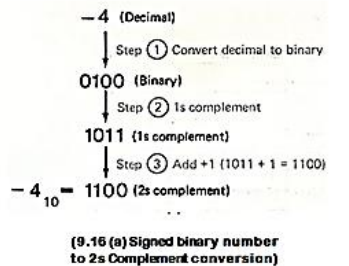 −4 (Decimal)
Step 1 Convert decimal to binary
0100 (Binary)
Step 2 1s complement
1011 (1s complement)
Step 3 Add +1 (1011 + 1 = 1100)
−4₁₀ = 1100 (2s complement)
(9.16 (a) Signed binary number
to 2s Complement conversion)